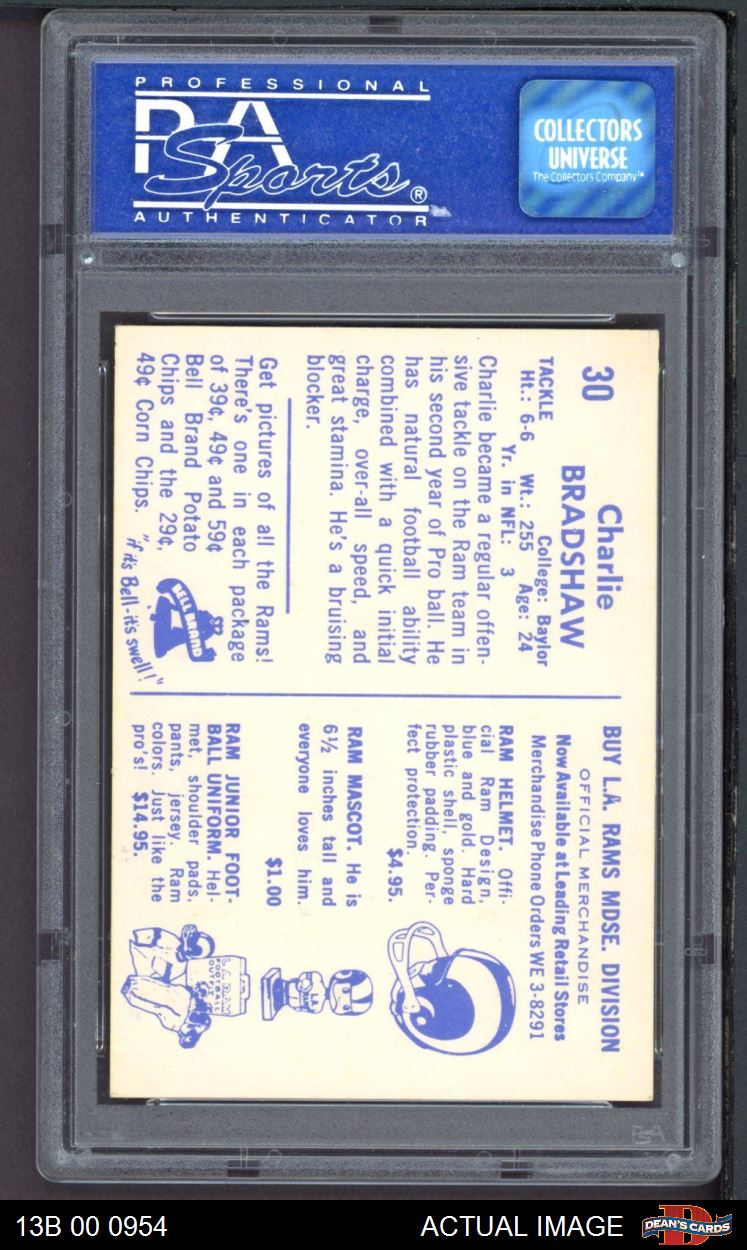 PROFESSIONAL
PSA
Sports®
AUTHENTICATOR
COLLECTORS
UNIVERSE
The Collectors Company℠
30 Charlie
BRADSHAW
TACKLE College: Baylor
Ht.: 6-6 Wt.: 255 Age: 24
Yr. in NFL: 3
Charlie became a regular offen-
sive tackle on the Ram team in
his second year of Pro ball. He
has natural football ability
combined with a quick initial
charge, over-all speed, and
great stamina. He's a bruising
blocker.
Get pictures of all the Rams!
There's one in each package
of 39¢, 49¢ and 59¢
Bell Brand Potato
Chips and the 29¢,
49¢ Corn Chips.
BELL BRAND
"if it's Bell-it's swell!"
BUY L.A. RAMS MDSE. DIVISION
OFFICIAL MERCHANDISE
Now Available at Leading Retail Stores
Merchandise Phone Orders WE 3-8291
RAM HELMET. Offi-
cial Ram Design,
blue and gold. Hard
plastic shell, sponge
rubber padding. Per-
fect protection.
$4.95.
RAM MASCOT. He is
6½ inches tall and
everyone loves him.
$1.00
LA
RAM JUNIOR FOOT-
BALL UNIFORM. Hel-
met, shoulder pads,
pants, jersey. Ram
colors. Just like the
pro's! $14.95.
L.A. RAM
FOOTBALL
OUTFIT
13B 00 0954
ACTUAL IMAGE
DEAN'S CARDS